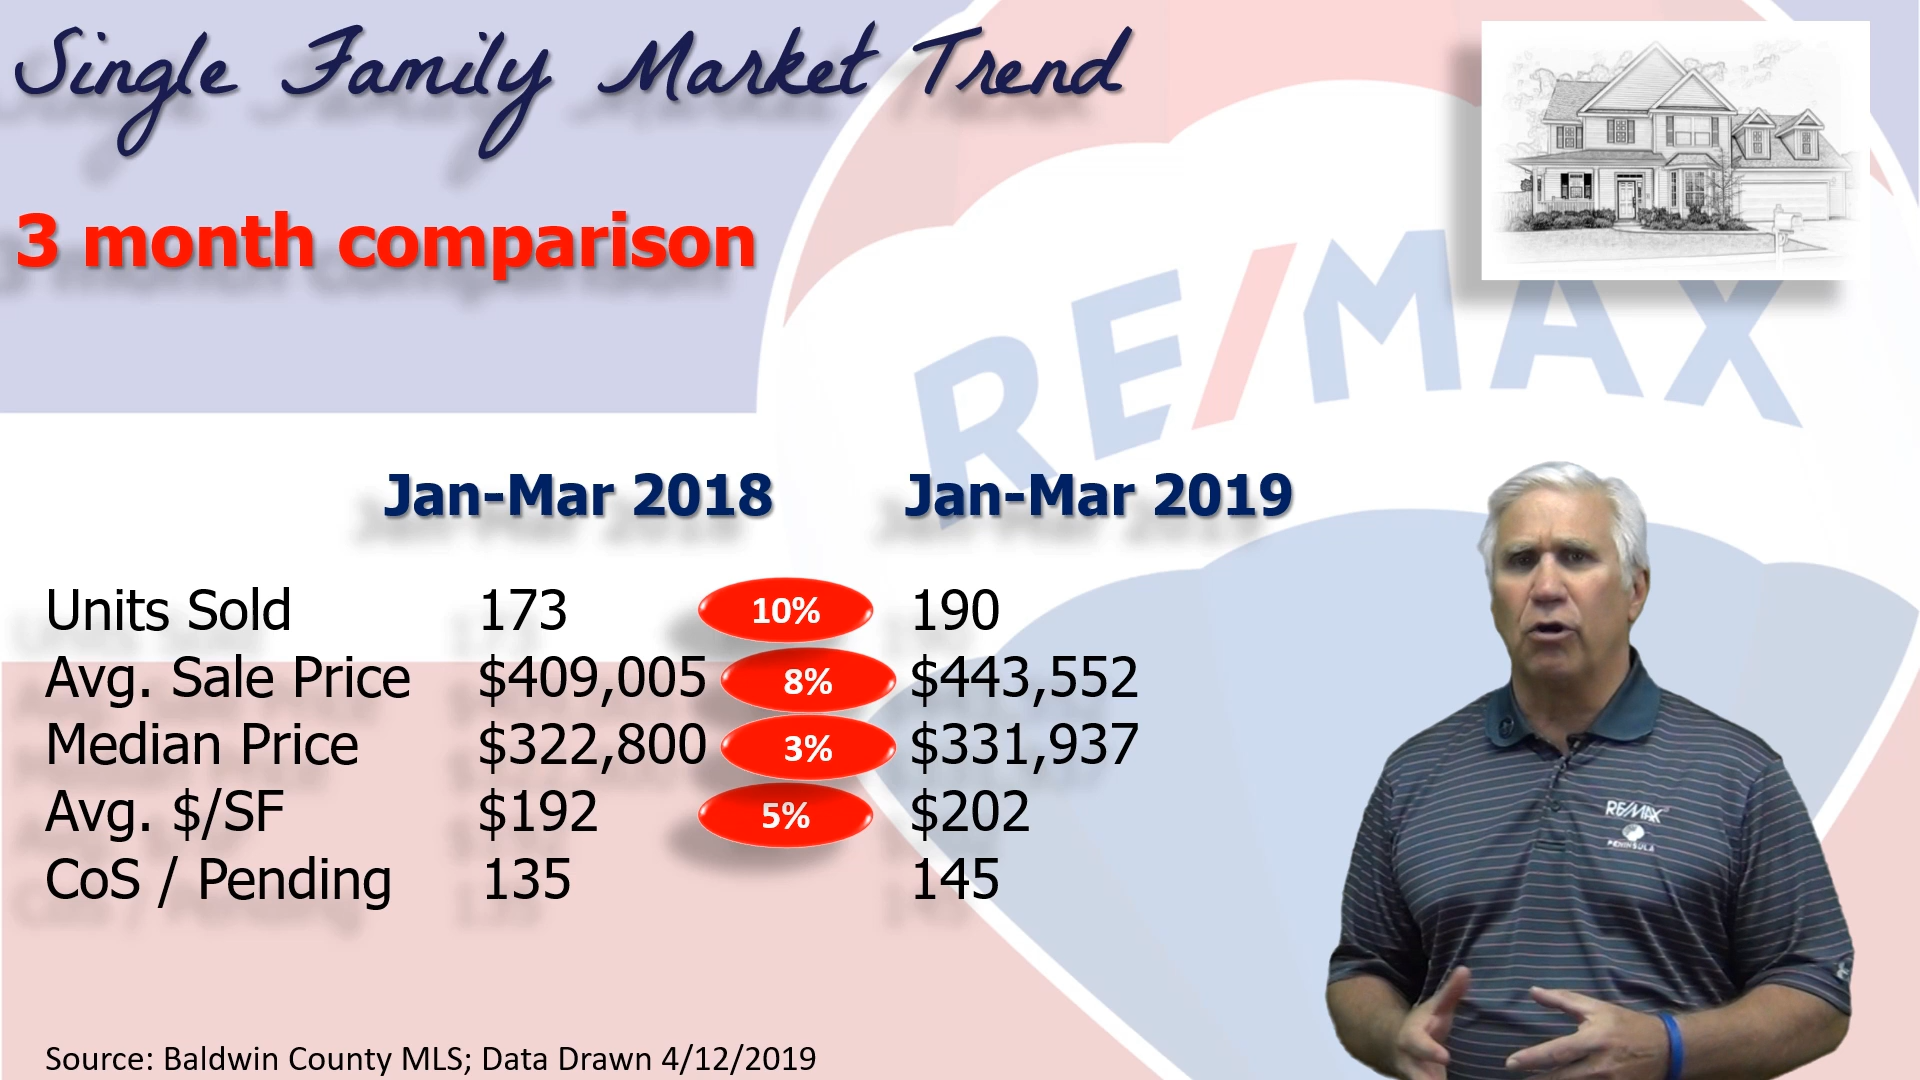 Single Family Market Trend
3 month comparison
RE/MAX
Jan-Mar 2018 Jan-Mar 2019
Units Sold 173 10% 190
Avg. Sale Price $409,005 8% $443,552
Median Price $322,800 3% $331,937
Avg. $/SF $192 5% $202
CoS / Pending 135 145
RE/MAX
PENINSULA
Source: Baldwin County MLS; Data Drawn 4/12/2019